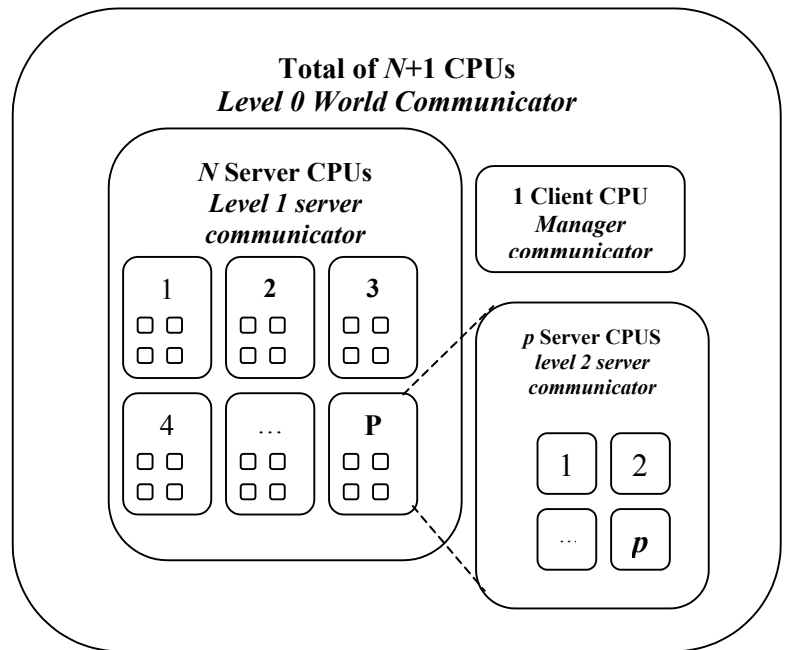 Total of N+1 CPUs
Level 0 World Communicator
N Server CPUs
Level 1 server
communicator
1 2 3
4 ... P
1 Client CPU
Manager
communicator
p Server CPUS
level 2 server
communicator
1 2
... p